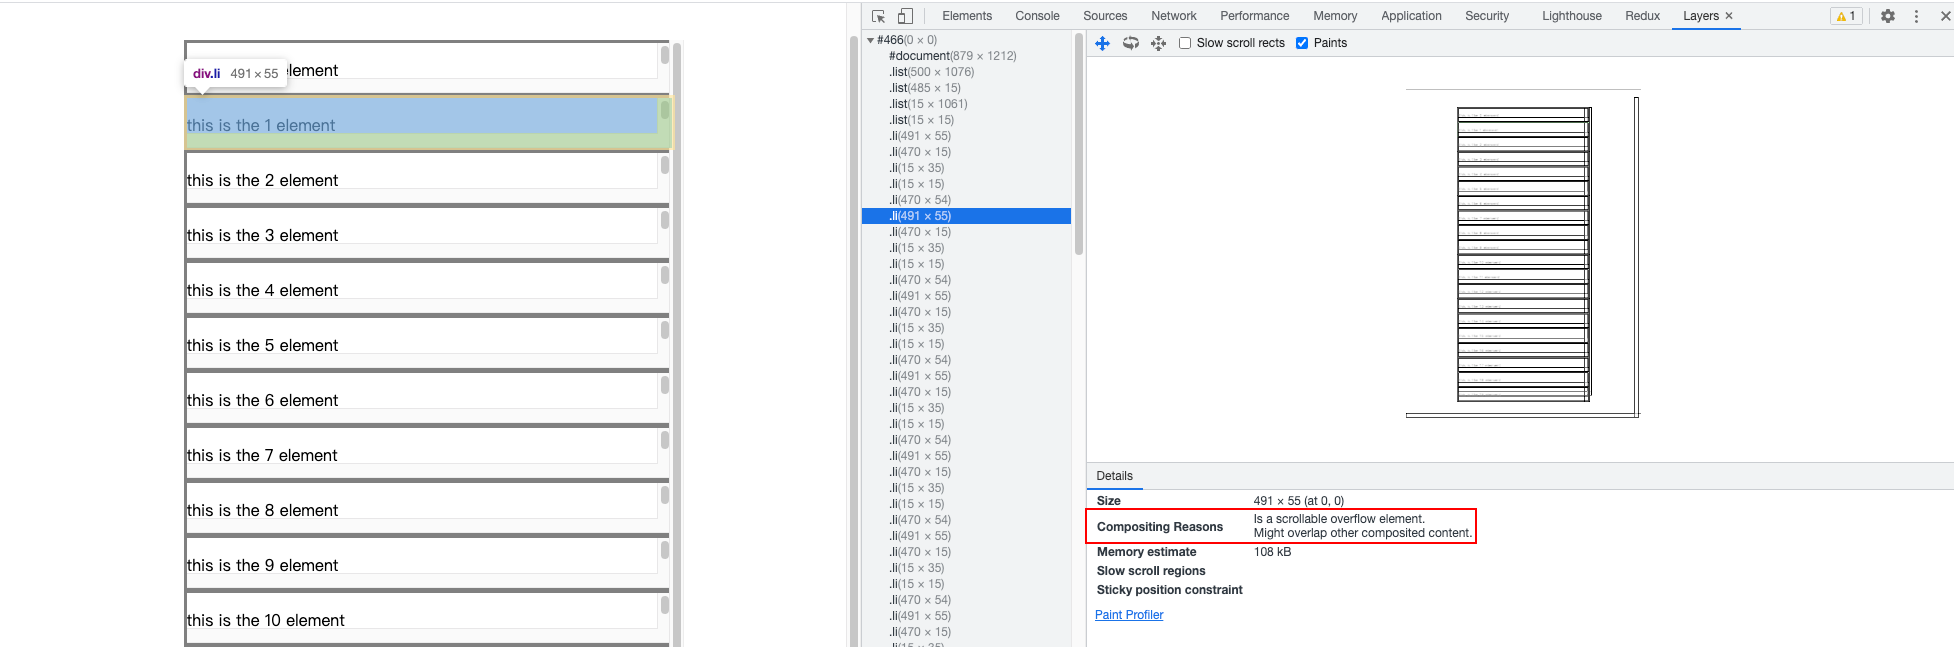 Elements Console Sources Network Performance Memory Application Security Lighthouse Redux Layers × 1
Slow scroll rects Paints
#466(0 × 0)
#document(879 × 1212)
.list(500 × 1076)
.list(485 × 15)
.list(15 × 1061)
.list(15 × 15)
.li(491 × 55)
.li(470 × 15)
.li(15 × 35)
.li(15 × 15)
.li(470 × 54)
.li(491 × 55)
.li(470 × 15)
.li(15 × 35)
.li(15 × 15)
.li(470 × 54)
.li(491 × 55)
.li(470 × 15)
.li(15 × 35)
.li(15 × 15)
.li(470 × 54)
.li(491 × 55)
.li(470 × 15)
.li(15 × 35)
.li(15 × 15)
.li(470 × 54)
.li(491 × 55)
.li(470 × 15)
.li(15 × 35)
.li(15 × 15)
.li(470 × 54)
.li(491 × 55)
.li(470 × 15)
.li(15 × 35)
.li(15 × 15)
.li(470 × 54)
.li(491 × 55)
.li(470 × 15)
.li(15 × 35)
element
div.li 491 × 55
this is the 1 element
this is the 2 element
this is the 3 element
this is the 4 element
this is the 5 element
this is the 6 element
this is the 7 element
this is the 8 element
this is the 9 element
this is the 10 element
Details
Size 491 × 55 (at 0, 0)
Compositing Reasons Is a scrollable overflow element.
Might overlap other composited content.
Memory estimate 108 kB
Slow scroll regions
Sticky position constraint
Paint Profiler